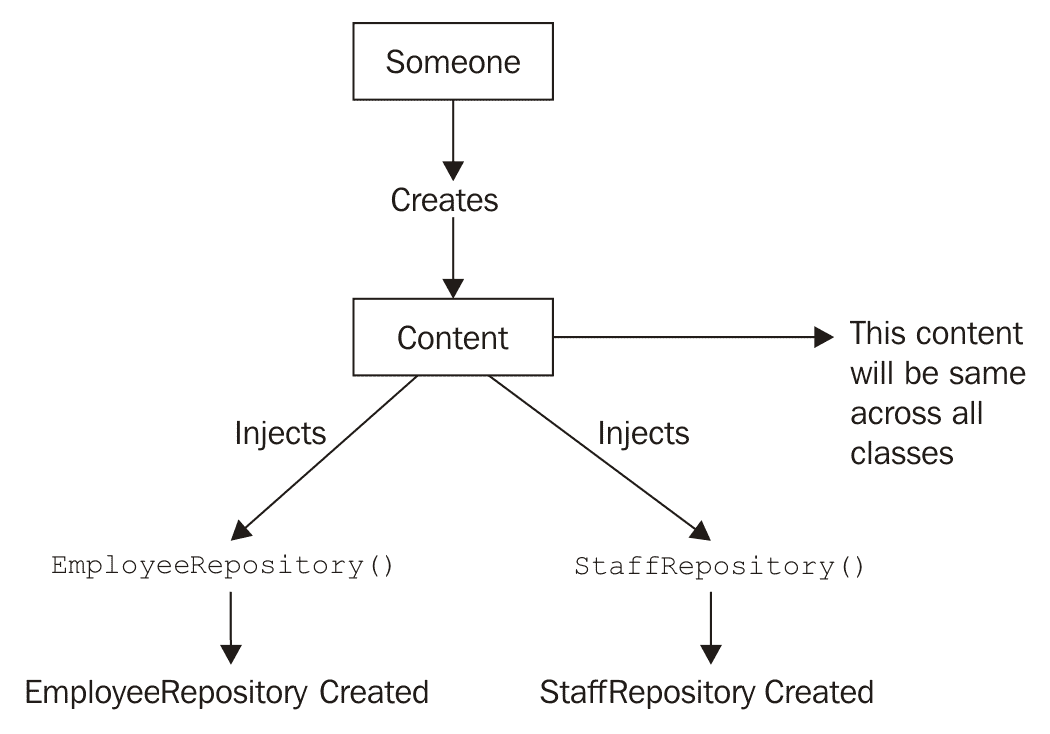 Someone
Creates
Content
This content
will be same
across all
classes
Injects
Injects
EmployeeRepository()
StaffRepository()
EmployeeRepository Created
StaffRepository Created